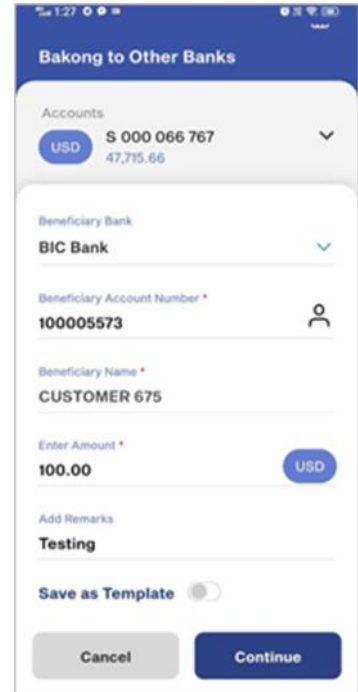 1:27
Bakong to Other Banks
Accounts
USD
S 000 066 767
47,715.66
Beneficiary Bank
BIC Bank
Beneficiary Account Number *
100005573
Beneficiary Name *
CUSTOMER 675
Enter Amount *
100.00
USD
Add Remarks
Testing
Save as Template
Cancel
Continue